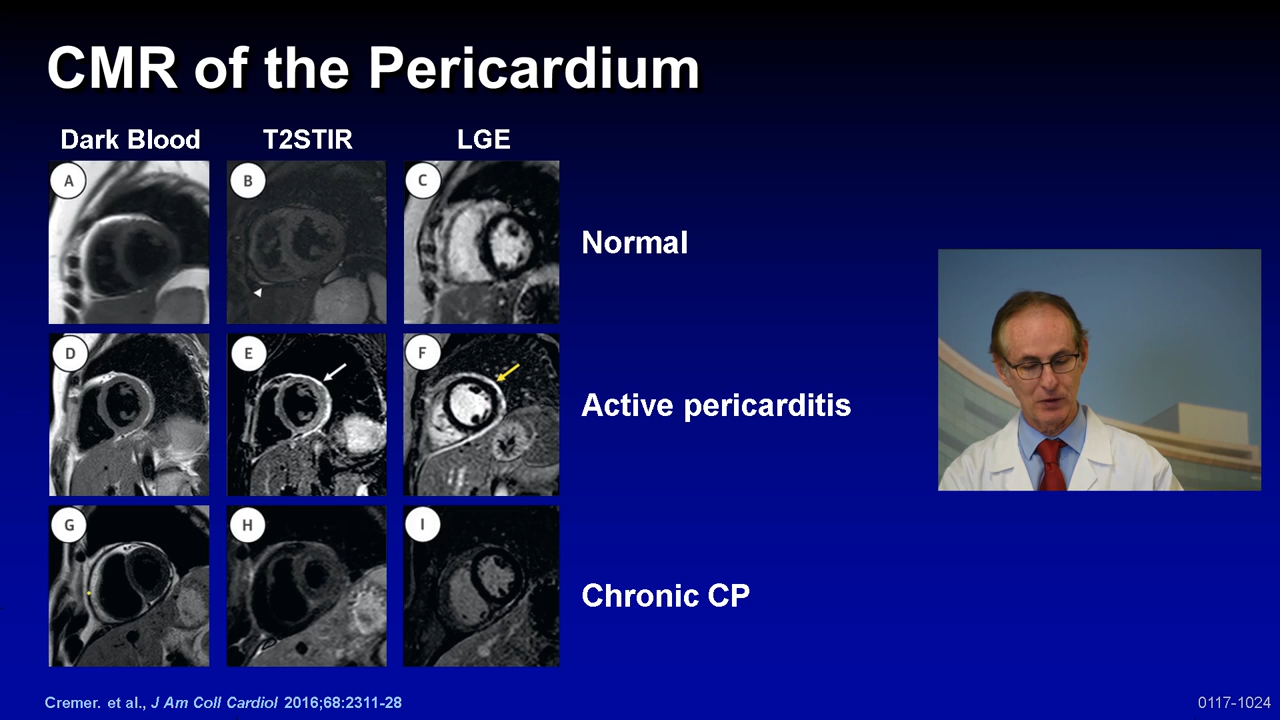 CMR of the Pericardium
Dark Blood T2STIR LGE
A B C
Normal
D E F
Active pericarditis
G H I
Chronic CP
Cremer. et al., J Am Coll Cardiol 2016;68:2311-28
0117-1024